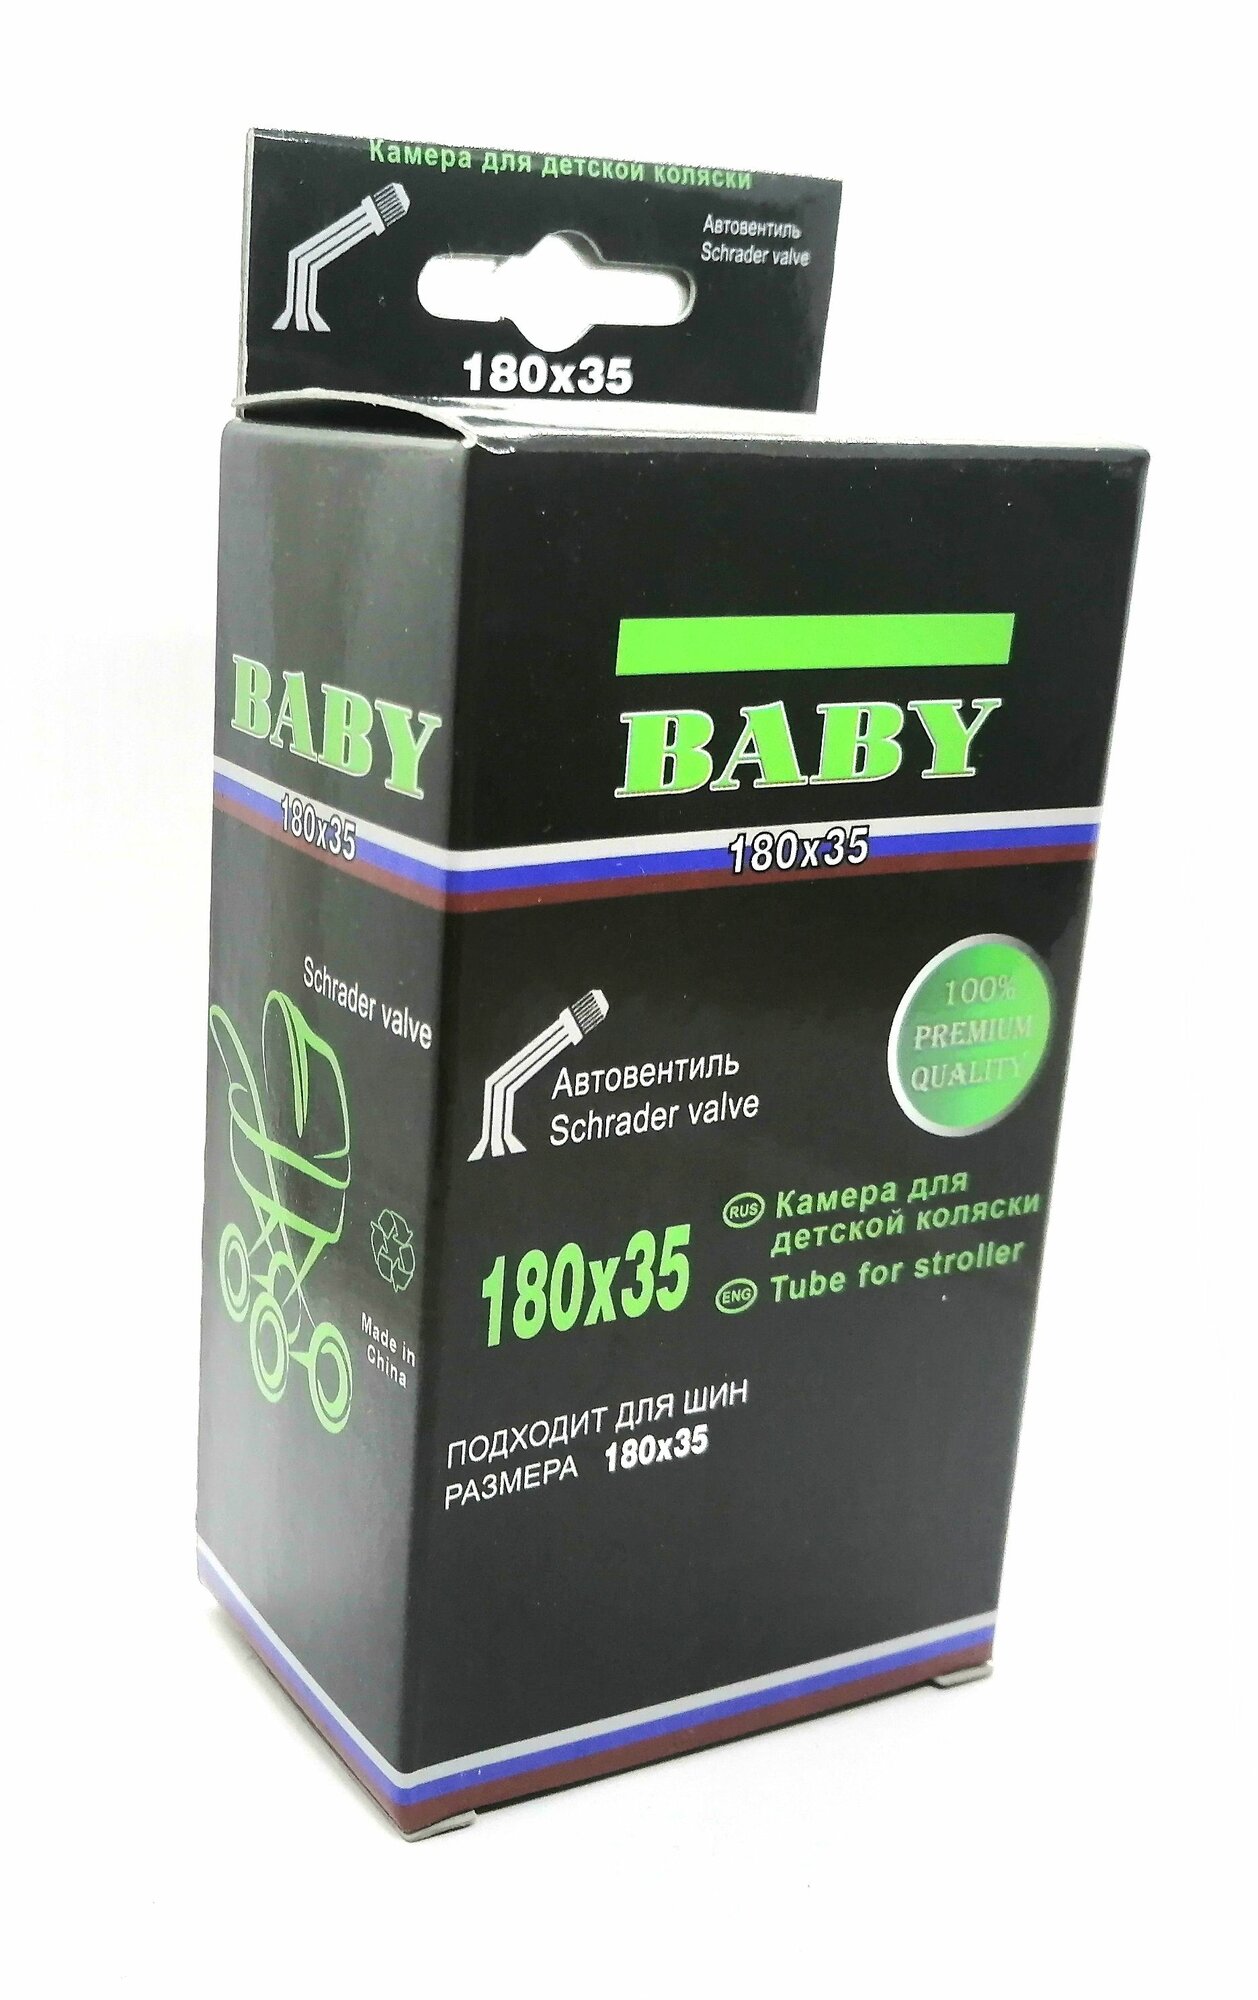 Камера для детской коляски
Автовентиль
Schrader valve
180x35
BABY
180x35
Schrader valve
Made in
China
BABY
180x35
100%
PREMIUM
QUALITY
Автовентиль
Schrader valve
180x35
RUS Камера для
детской коляски
ENG Tube for stroller
ПОДХОДИТ ДЛЯ ШИН
РАЗМЕРА 180x35